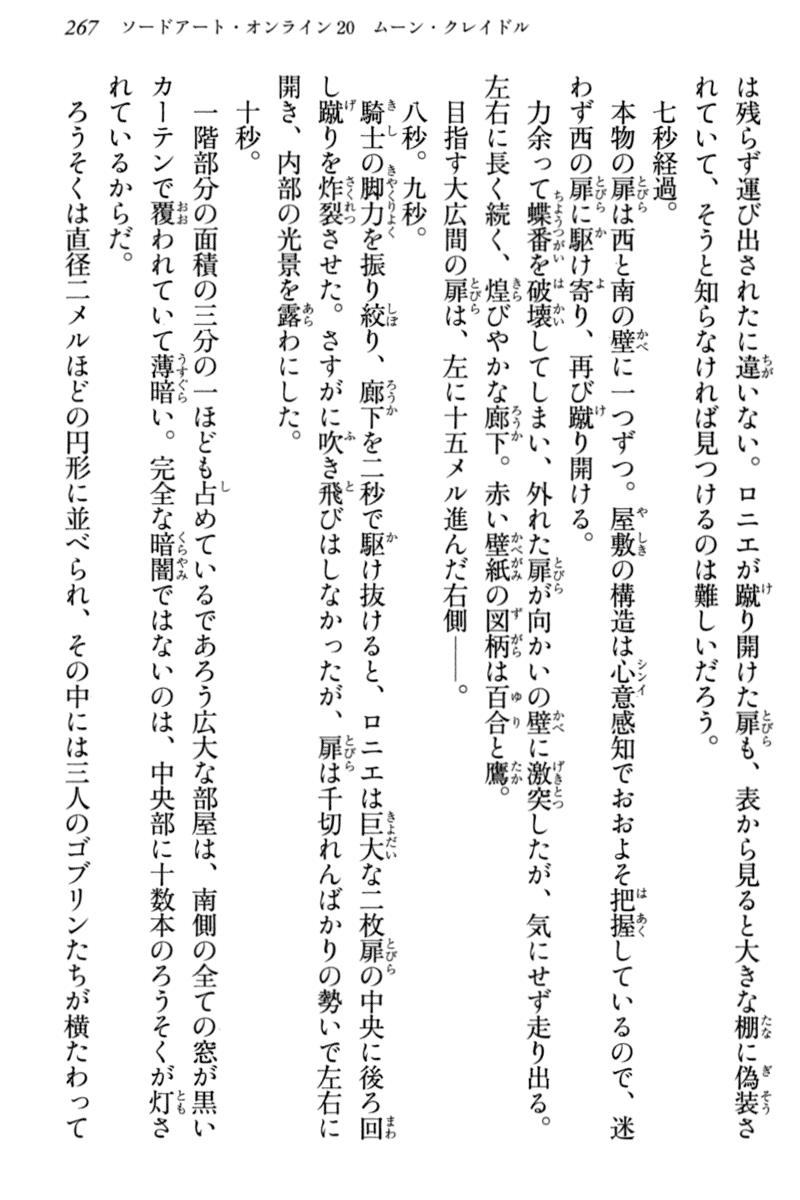 267　ソードアート・オンライン20　ムーン・クレイドル
は残らず運び出されたに違いない。ロニエが蹴り開けた扉も、表から見ると大きな棚に偽装さ
れていて、そうと知らなければ見つけるのは難しいだろう。
七秒経過。
本物の扉は西と南の壁に一つずつ。屋敷の構造は心意感知でおおよそ把握しているので、迷
わず西の扉に駆け寄り、再び蹴り開ける。
力余って蝶番を破壊してしまい、外れた扉が向かいの壁に激突したが、気にせず走り出る。
左右に長く続く、煌びやかな廊下。赤い壁紙の図柄は百合と鷹。
目指す大広間の扉は、左に十五メル進んだ右側——。
八秒。九秒。
騎士の脚力を振り絞り、廊下を二秒で駆け抜けると、ロニエは巨大な二枚扉の中央に後ろ回
し蹴りを炸裂させた。さすがに吹き飛びはしなかったが、扉は千切れんばかりの勢いで左右に
開き、内部の光景を露わにした。
十秒。
一階部分の面積の三分の一ほども占めているであろう広大な部屋は、南側の全ての窓が黒い
カーテンで覆われていて薄暗い。完全な暗闇ではないのは、中央部に十数本のろうそくが灯さ
れているからだ。
ろうそくは直径二メルほどの円形に並べられ、その中には三人のゴブリンたちが横たわって